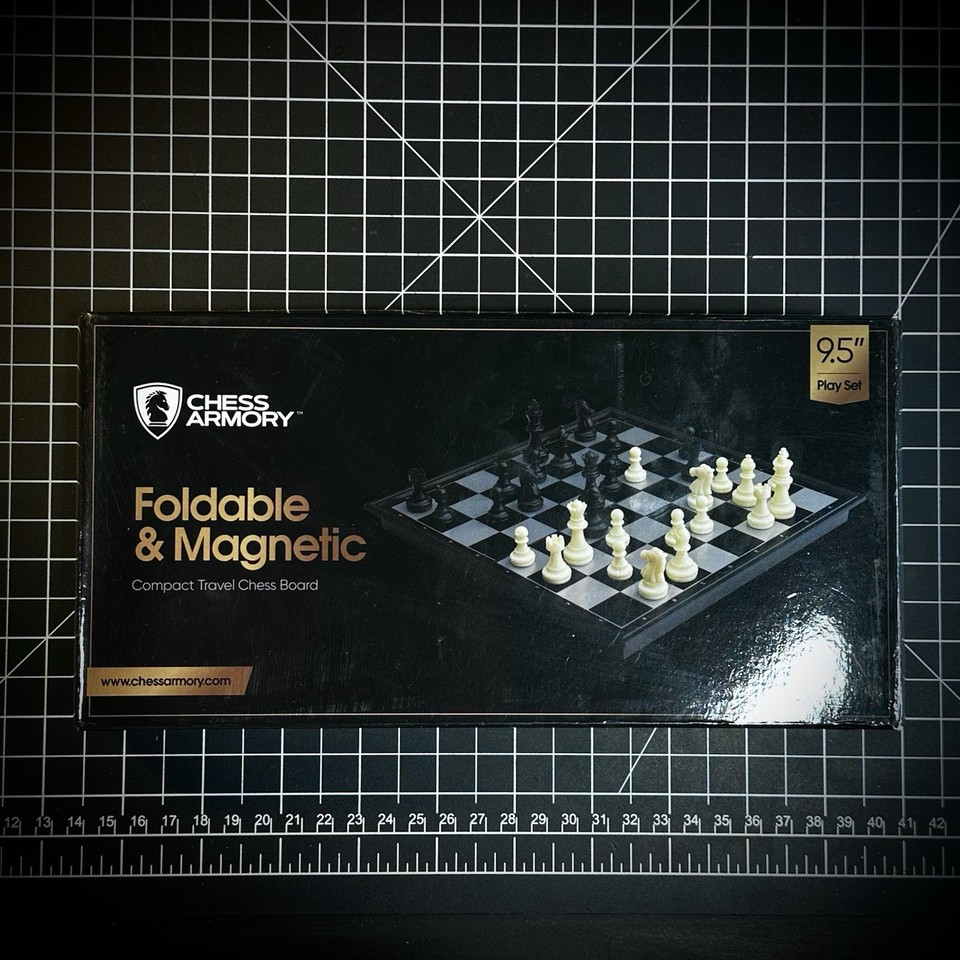 9.5"
Play Set
CHESS
ARMORY™
Foldable
& Magnetic
Compact Travel Chess Board
www.chessarmory.com
12 13 14 15 16 17 18 19 20 21 22 23 24 25 26 27 28 29 30 31 32 33 34 35 36 37 38 39 40 41 42